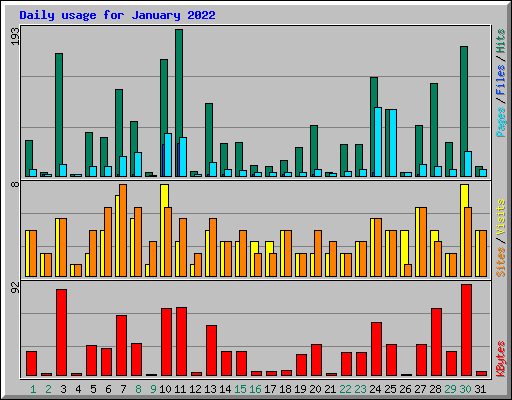 Daily usage for January 2022
193
Pages / Files / Hits
8
Sites / Visits
92
KBytes
1 2 3 4 5 6 7 8 9 10 11 12 13 14 15 16 17 18 19 20 21 22 23 24 25 26 27 28 29 30 31